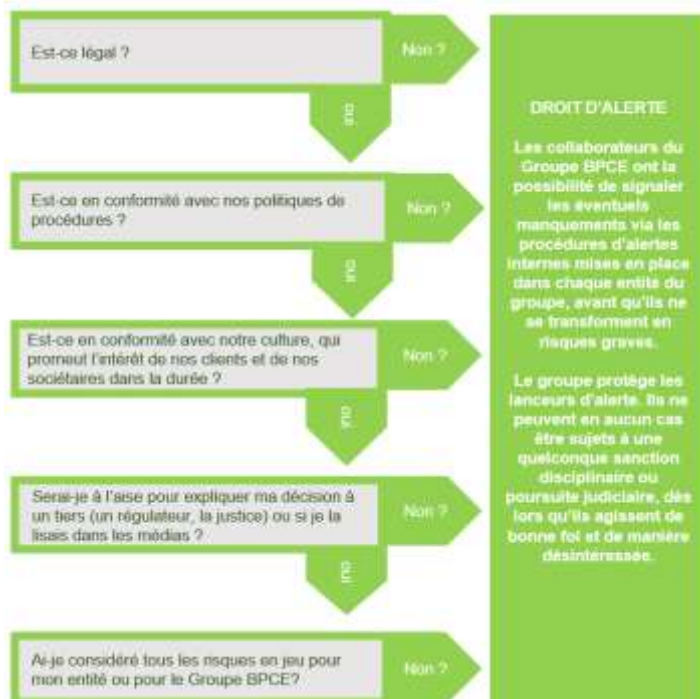 Est-ce légal ?
Non ?
OUI
Est-ce en conformité avec nos politiques de
procédures ?
Non ?
OUI
Est-ce en conformité avec notre culture, qui
promeut l'intérêt de nos clients et de nos
sociétaires dans la durée ?
Non ?
OUI
Serai-je à l'aise pour expliquer ma décision à
un tiers (un régulateur, la justice) ou si je la
lisais dans les médias ?
Non ?
OUI
Ai-je considéré tous les risques en jeu pour
mon entité ou pour le Groupe BPCE?
Non ?
DROIT D'ALERTE
Les collaborateurs du
Groupe BPCE ont la
possibilité de signaler
les éventuels
manquements via les
procédures d'alertes
internes mises en place
dans chaque entité du
groupe, avant qu'ils ne
se transforment en
risques graves.
Le groupe protège les
lanceurs d'alerte. Ils ne
peuvent en aucun cas
être sujets à une
quelconque sanction
disciplinaire ou
poursuite judiciaire, dès
lors qu'ils agissent de
bonne foi et de manière
désintéressée.